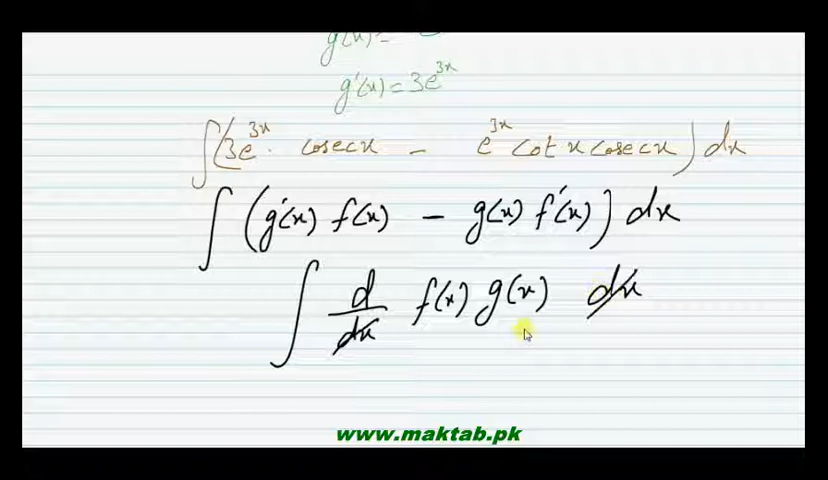 g(x) =
g'(x) = 3e^{3x}
∫(3e^{3x} · cosecx - e^{3x} cot x cosecx) dx
∫(g'(x) f(x) - g(x) f'(x)) dx
∫ d/dx f(x) g(x) dx
www.maktab.pk